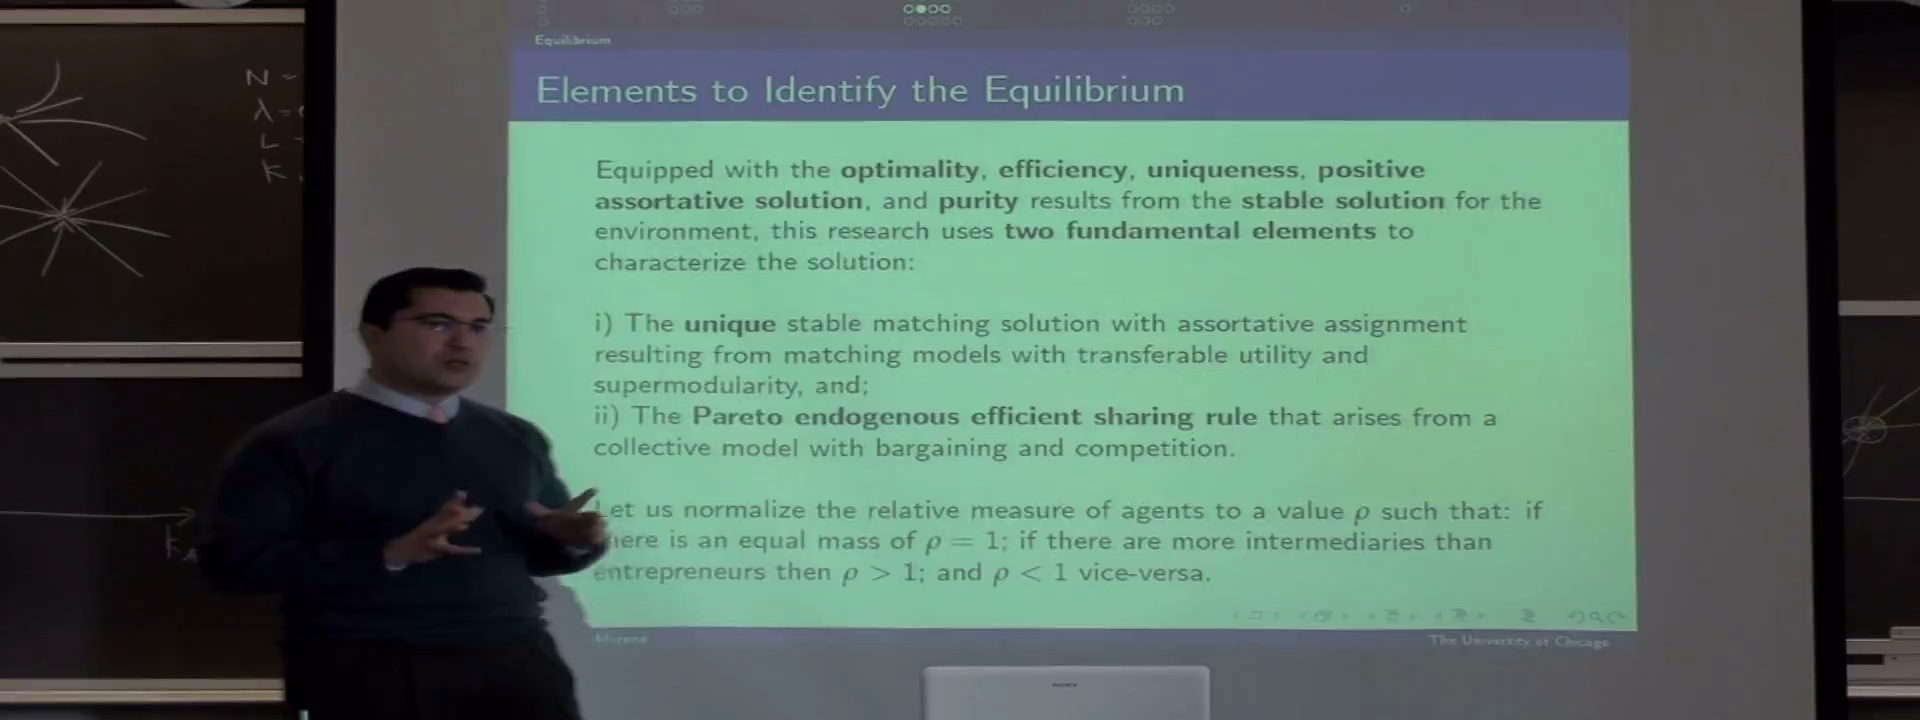 N =
λ =
L -
K
Equilibrium
Elements to Identify the Equilibrium
Equipped with the optimality, efficiency, uniqueness, positive
assortative solution, and purity results from the stable solution for the
environment, this research uses two fundamental elements to
characterize the solution:
i) The unique stable matching solution with assortative assignment
resulting from matching models with transferable utility and
supermodularity, and;
ii) The Pareto endogenous efficient sharing rule that arises from a
collective model with bargaining and competition.
Let us normalize the relative measure of agents to a value ρ such that: if
there is an equal mass of ρ = 1; if there are more intermediaries than
entrepreneurs then ρ > 1; and ρ < 1 vice-versa.
Moreno
The University of Chicago
SONY